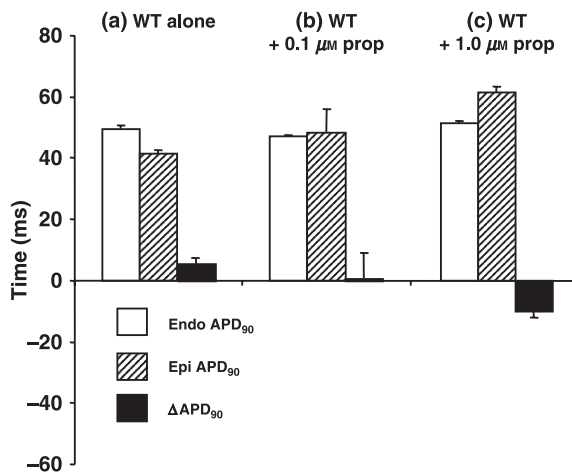 (a) WT alone
(b) WT
+ 0.1 μM prop
(c) WT
+ 1.0 μM prop
Time (ms)
80
60
40
20
0
−20
−40
−60
Endo APD90
Epi APD90
ΔAPD90